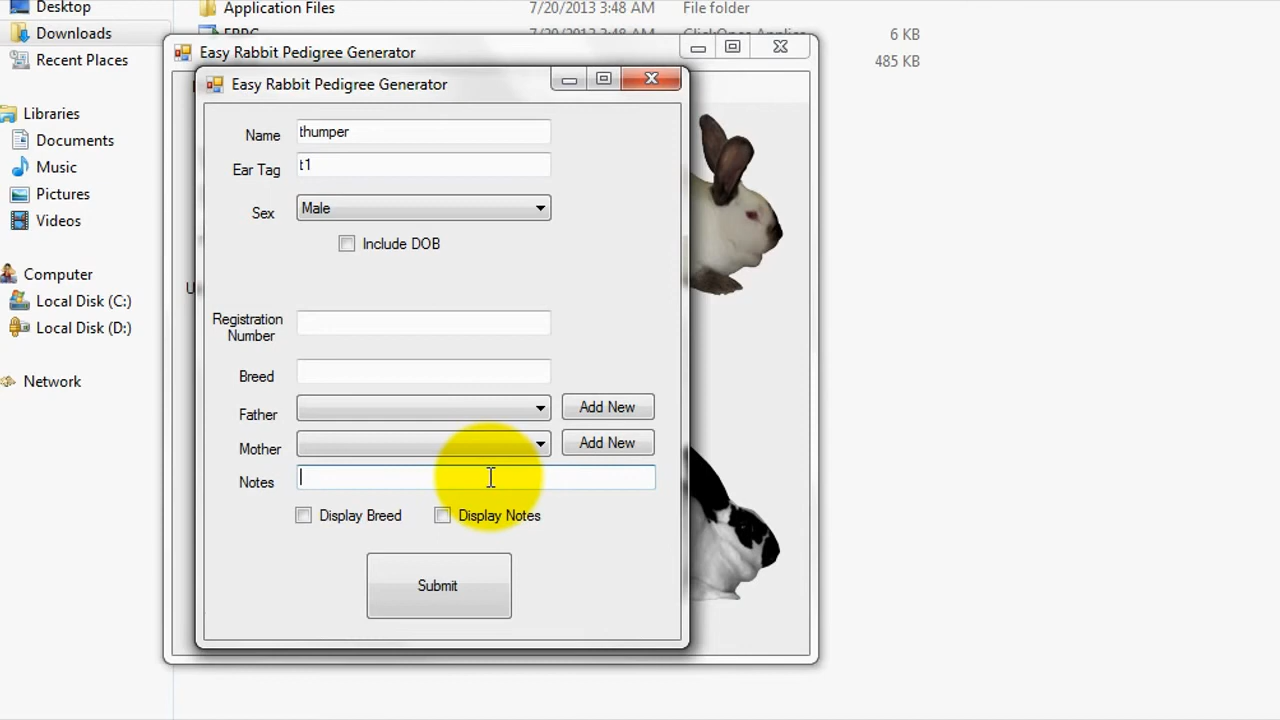 Desktop
Application Files 7/20/2013 3:48 AM File folder
Downloads
6 KB
Recent Places
485 KB
Easy Rabbit Pedigree Generator
Easy Rabbit Pedigree Generator
Libraries
Documents
Music
Pictures
Videos
Computer
Local Disk (C:)
Local Disk (D:)
Network
Name thumper
Ear Tag t1
Sex Male
Include DOB
Registration
Number
Breed
Father Add New
Mother Add New
Notes
Display Breed Display Notes
Submit